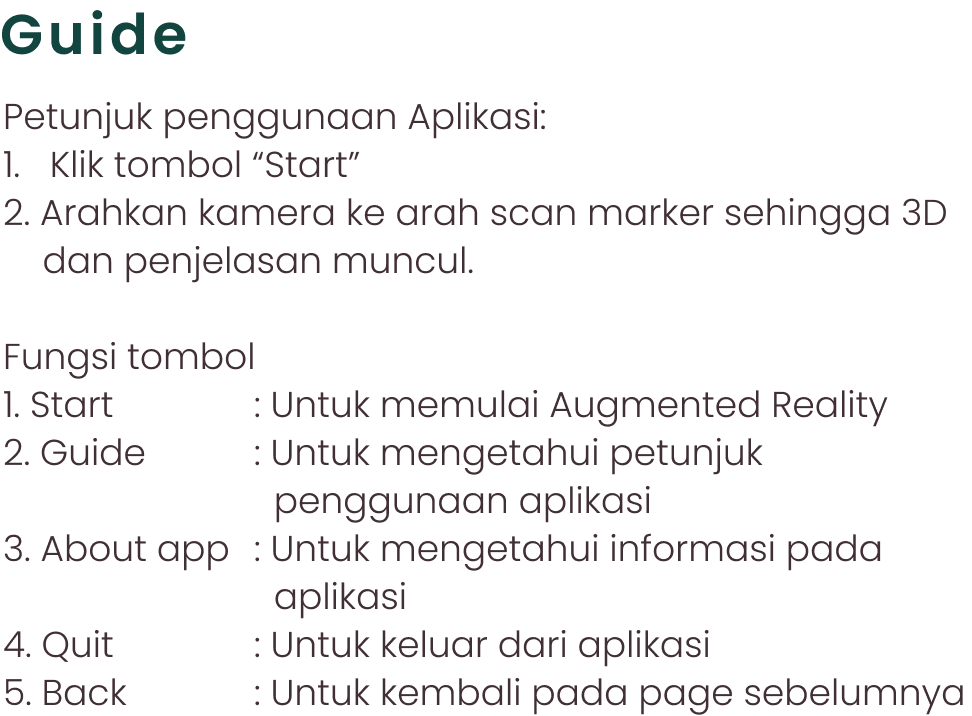 Guide
Petunjuk penggunaan Aplikasi:
1. Klik tombol “Start”
2. Arahkan kamera ke arah scan marker sehingga 3D
dan penjelasan muncul.
Fungsi tombol
1. Start : Untuk memulai Augmented Reality
2. Guide : Untuk mengetahui petunjuk
penggunaan aplikasi
3. About app : Untuk mengetahui informasi pada
aplikasi
4. Quit : Untuk keluar dari aplikasi
5. Back : Untuk kembali pada page sebelumnya